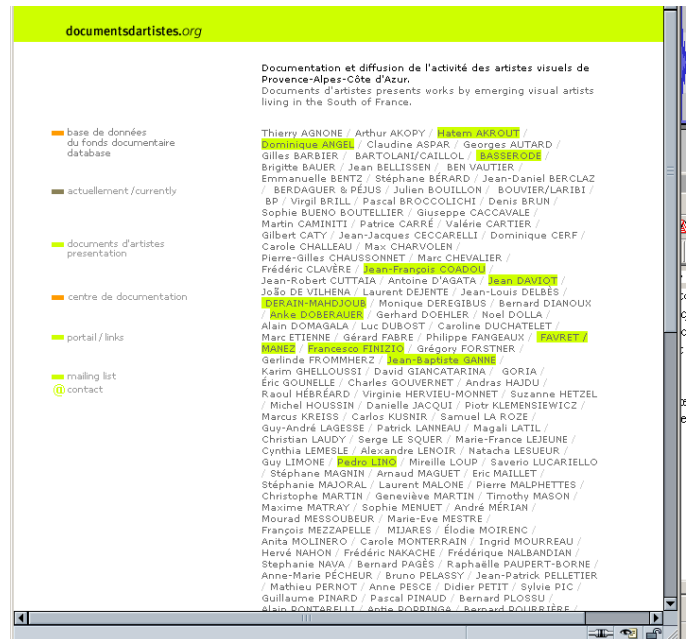 documentsdartistes.org
Documentation et diffusion de l'activité des artistes visuels de
Provence-Alpes-Côte d'Azur.
Documents d'artistes presents works by emerging visual artists
living in the South of France.
base de données
du fonds documentaire
database
actuellement /currently
documents d'artistes
presentation
centre de documentation
portail / links
mailing list
@ contact
Thierry AGNONE / Arthur AKOPY / Hatem AKROUT /
Dominique ANGEL / Claudine ASPAR / Georges AUTARD /
Gilles BARBIER / BARTOLANI/CAILLOL / BASSERODE /
Brigitte BAUER / Jean BELLISSEN / BEN VAUTIER /
Emmanuelle BENTZ / Stéphane BÉRARD / Jean-Daniel BERCLAZ
/ BERDAGUER & PÉJUS / Julien BOUILLON / BOUVIER/LARIBI /
BP / Virgil BRILL / Pascal BROCCOLICHI / Denis BRUN /
Sophie BUENO BOUTELLIER / Giuseppe CACCAVALE /
Martin CAMINITI / Patrice CARRÉ / Valérie CARTIER /
Gilbert CATY / Jean-Jacques CECCARELLI / Dominique CERF /
Carole CHALLEAU / Max CHARVOLEN /
Pierre-Gilles CHAUSSONNET / Marc CHEVALIER /
Frédéric CLAVÈRE / Jean-François COADOU /
Jean-Robert CUTTAIA / Antoine D'AGATA / Jean DAVIOT /
João DE VILHENA / Laurent DEJENTE / Jean-Louis DELBÈS /
DERAIN-MAHDJOUB / Monique DEREGIBUS / Bernard DIANOUX
/ Anke DOBERAUER / Gerhard DOEHLER / Noel DOLLA /
Alain DOMAGALA / Luc DUBOST / Caroline DUCHATELET /
Marc ETIENNE / Gérard FABRE / Philippe FANGEAUX / FAVRET /
MANEZ / Francesco FINIZIO / Grégory FORSTNER /
Gerlinde FROMMHERZ / Jean-Baptiste GANNE /
Karim GHELLOUSSI / David GIANCATARINA / GORIA /
Éric GOUNELLE / Charles GOUVERNET / Andras HAJDU /
Raoul HÉBRÉARD / Virginie HERVIEU-MONNET / Suzanne HETZEL
/ Michel HOUSSIN / Danielle JACQUI / Piotr KLEMENSIEWICZ /
Marcus KREISS / Carlos KUSNIR / Samuel LA ROZE /
Guy-André LAGESSE / Patrick LANNEAU / Magali LATIL /
Christian LAUDY / Serge LE SQUER / Marie-France LEJEUNE /
Cynthia LEMESLE / Alexandre LENOIR / Natacha LESUEUR /
Guy LIMONE / Pedro LINO / Mireille LOUP / Saverio LUCARIELLO
/ Stéphane MAGNIN / Arnaud MAGUET / Eric MAILLET /
Stéphanie MAJORAL / Laurent MALONE / Pierre MALPHETTES /
Christophe MARTIN / Geneviève MARTIN / Timothy MASON /
Maxime MATRAY / Sophie MENUET / André MÉRIAN /
Mourad MESSOUBEUR / Marie-Eve MESTRE /
François MEZZAPELLE / MIJARES / Élodie MOIRENC /
Anita MOLINERO / Carole MONTERRAIN / Ingrid MOURREAU /
Hervé NAHON / Frédéric NAKACHE / Frédérique NALBANDIAN /
Stephanie NAVA / Bernard PAGÈS / Raphaëlle PAUPERT-BORNE /
Anne-Marie PÉCHEUR / Bruno PELASSY / Jean-Patrick PELLETIER
/ Mathieu PERNOT / Anne PESCE / Didier PETIT / Sylvie PIC /
Guillaume PINARD / Pascal PINAUD / Bernard PLOSSU /
Alain PONTARELLI / Antje POPPINGA / Bernard POURRIÈRE /